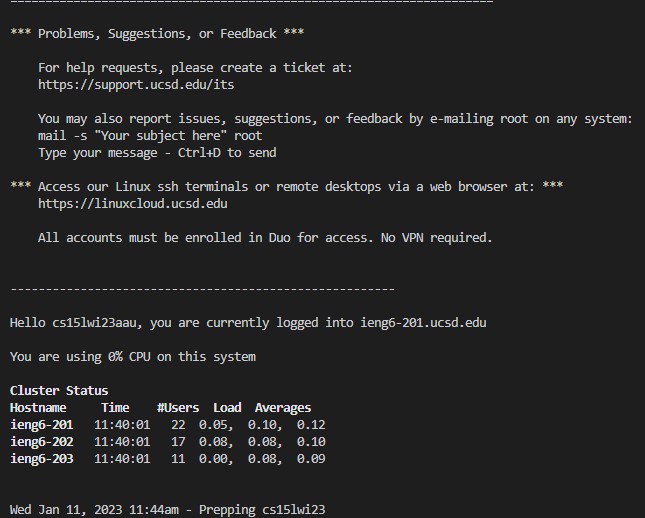 *** Problems, Suggestions, or Feedback ***
For help requests, please create a ticket at:
https://support.ucsd.edu/its
You may also report issues, suggestions, or feedback by e-mailing root on any system:
mail -s "Your subject here" root
Type your message - Ctrl+D to send
*** Access our Linux ssh terminals or remote desktops via a web browser at: ***
https://linuxcloud.ucsd.edu
All accounts must be enrolled in Duo for access. No VPN required.
-------------------------------------------------------
Hello cs15lwi23aau, you are currently logged into ieng6-201.ucsd.edu
You are using 0% CPU on this system
Cluster Status
Hostname     Time    #Users  Load  Averages
ieng6-201   11:40:01   22  0.05,  0.10,  0.12
ieng6-202   11:40:01   17  0.08,  0.08,  0.10
ieng6-203   11:40:01   11  0.00,  0.08,  0.09
Wed Jan 11, 2023 11:44am - Prepping cs15lwi23